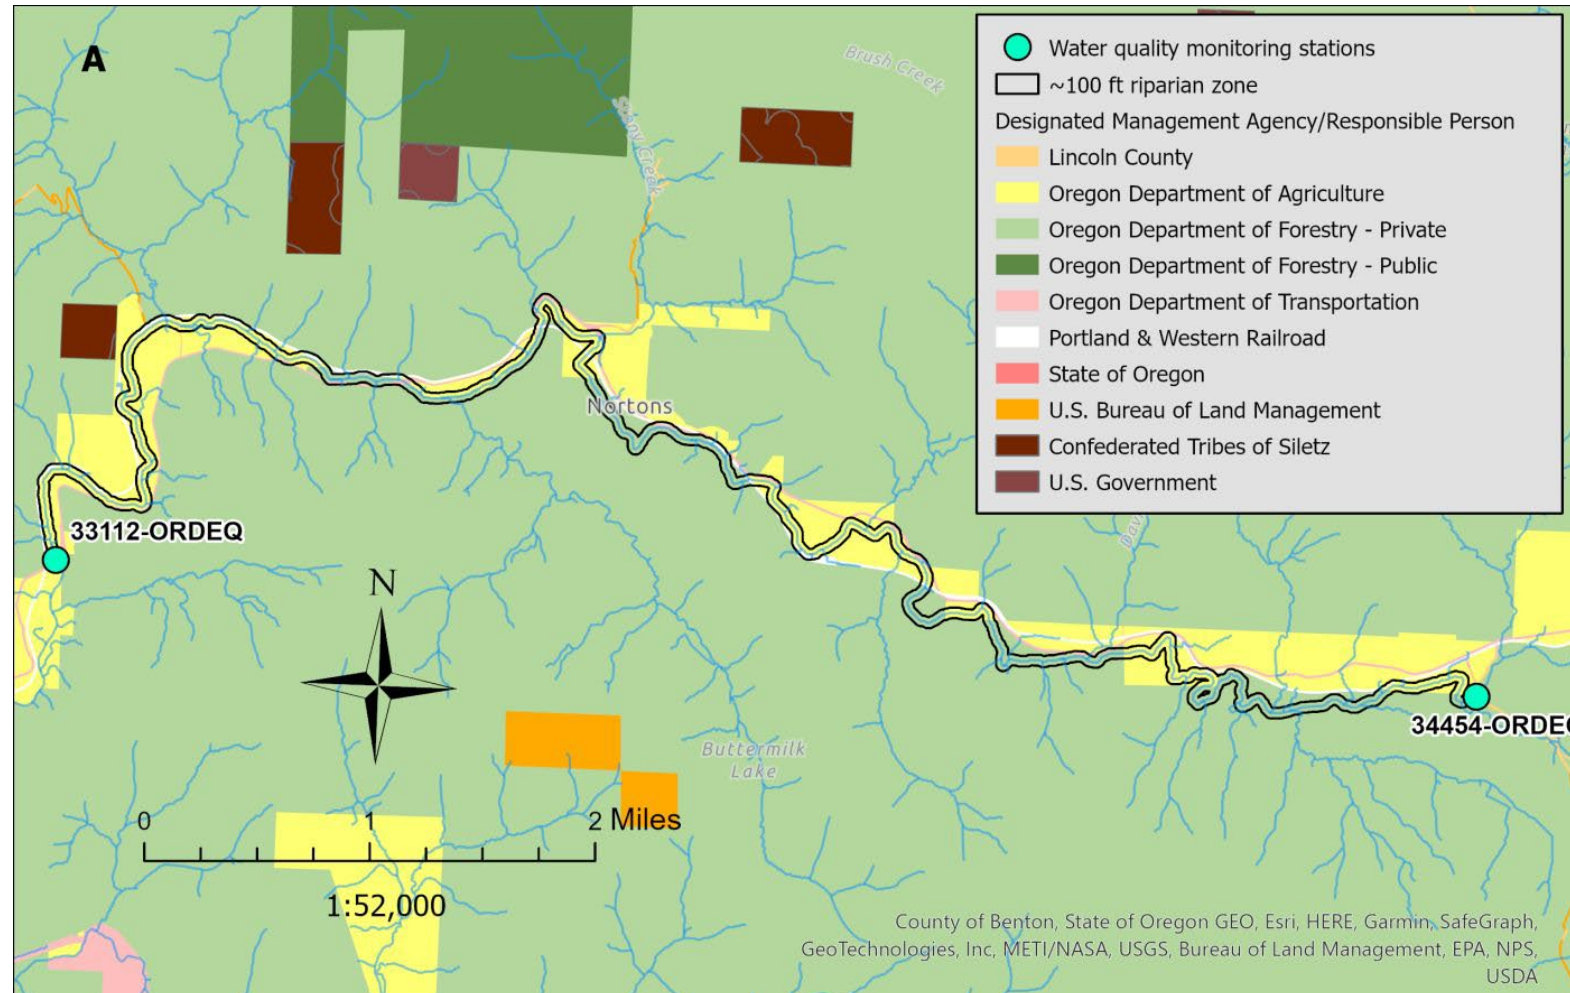 A
Brush Creek
Stony Creek
Water quality monitoring stations
~100 ft riparian zone
Designated Management Agency/Responsible Person
Lincoln County
Oregon Department of Agriculture
Oregon Department of Forestry - Private
Oregon Department of Forestry - Public
Oregon Department of Transportation
Portland & Western Railroad
State of Oregon
U.S. Bureau of Land Management
Confederated Tribes of Siletz
U.S. Government
Nortons
33112-ORDEQ
N
34454-ORDEQ
Buttermilk
Lake
0 1 2 Miles
1:52,000
County of Benton, State of Oregon GEO, Esri, HERE, Garmin, SafeGraph,
GeoTechnologies, Inc, METI/NASA, USGS, Bureau of Land Management, EPA, NPS,
USDA